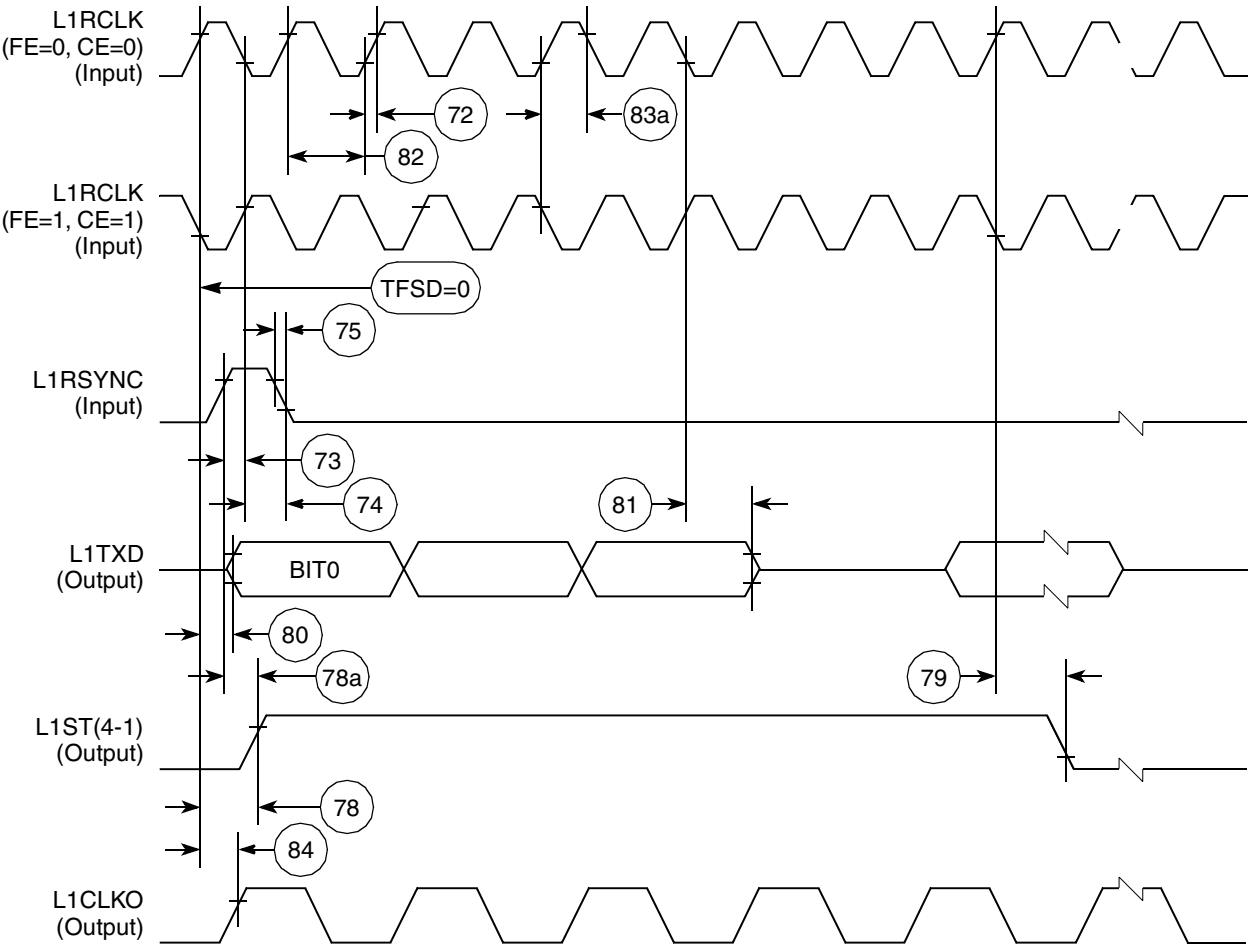 L1RCLK
(FE=0, CE=0)
(Input)
72
83a
82
L1RCLK
(FE=1, CE=1)
(Input)
TFSD=0
75
L1RSYNC
(Input)
73
74
81
L1TXD
(Output)
BIT0
80
78a
79
L1ST(4-1)
(Output)
78
84
L1CLKO
(Output)